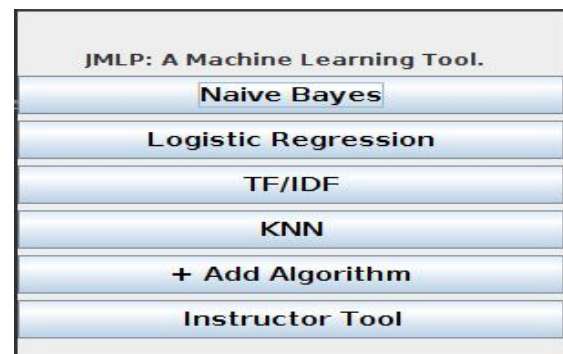 JMLP: A Machine Learning Tool.
Naive Bayes
Logistic Regression
TF/IDF
KNN
+ Add Algorithm
Instructor Tool